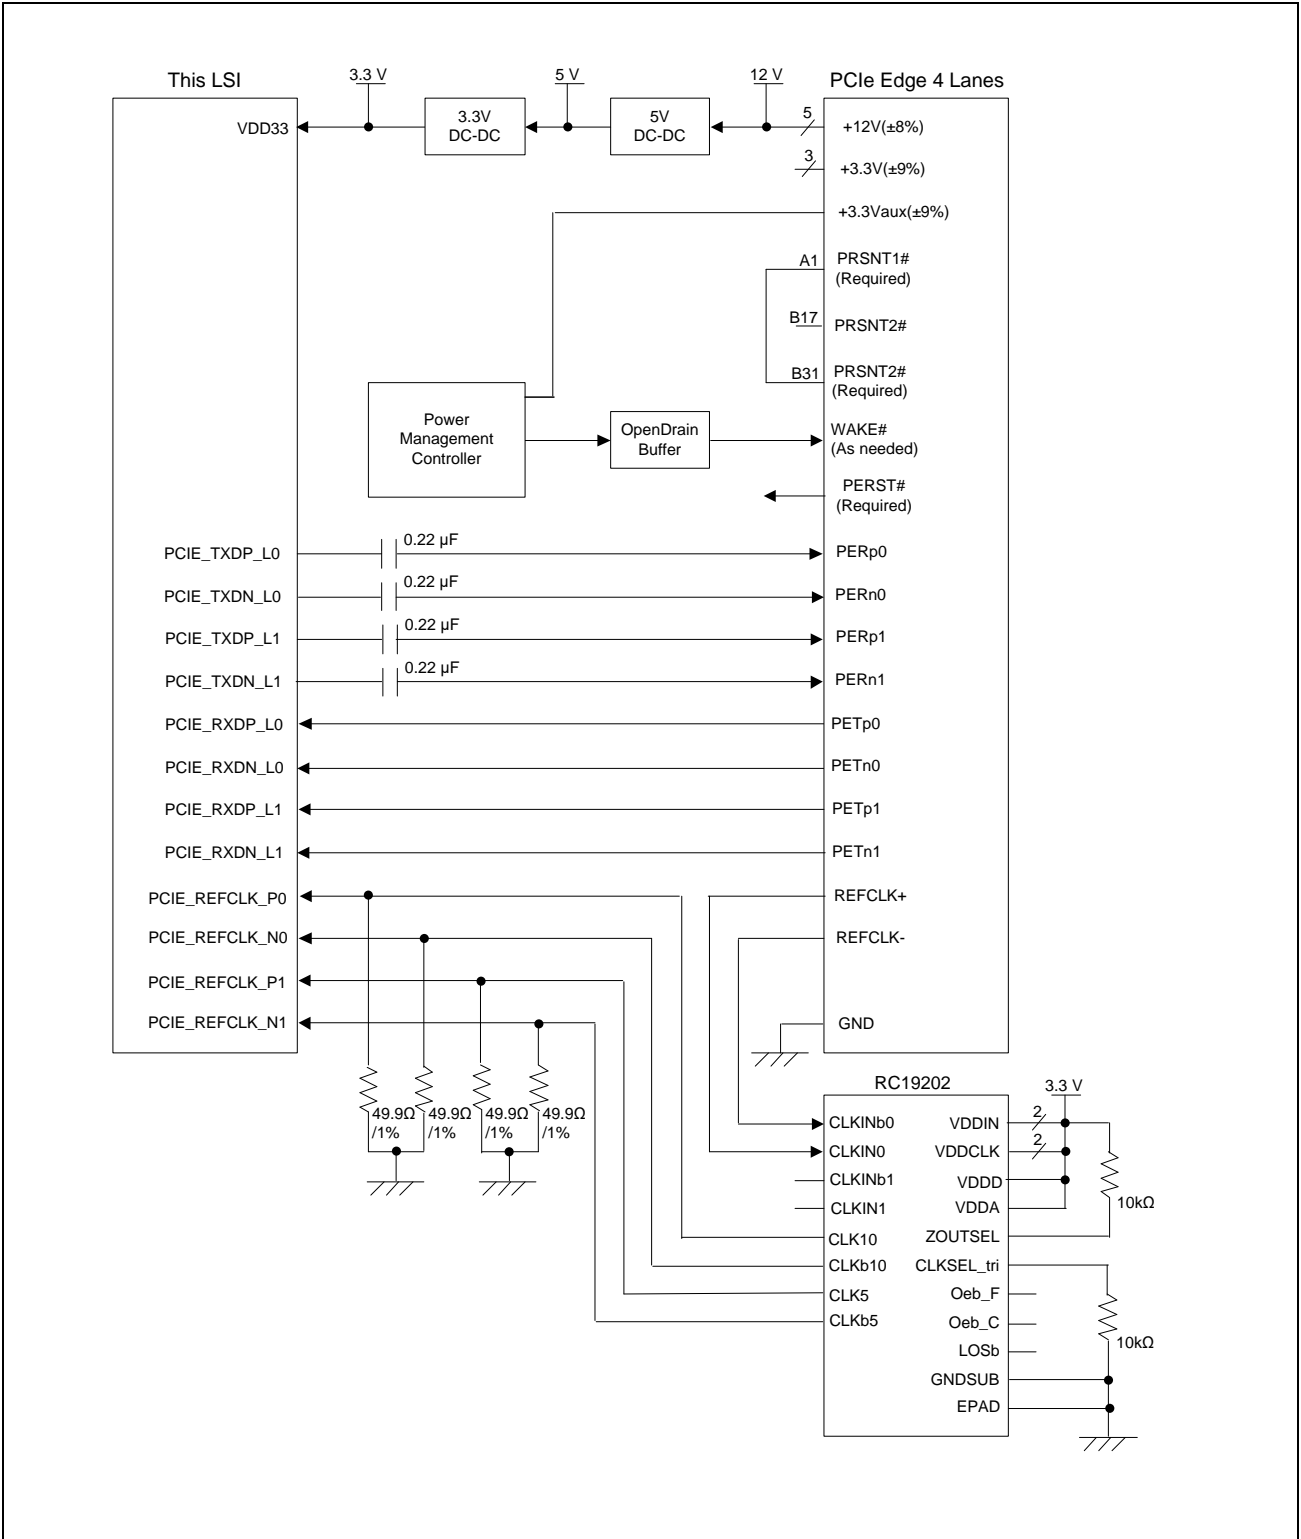 This LSI
3.3 V
5 V
12 V
PCIe Edge 4 Lanes
VDD33
3.3V
DC-DC
5V
DC-DC
5
+12V(±8%)
3
+3.3V(±9%)
+3.3Vaux(±9%)
A1
PRSNT1#
(Required)
B17
PRSNT2#
B31
PRSNT2#
(Required)
Power
Management
Controller
OpenDrain
Buffer
WAKE#
(As needed)
PERST#
(Required)
PCIE_TXDP_L0
0.22 µF
PERp0
PCIE_TXDN_L0
0.22 µF
PERn0
PCIE_TXDP_L1
0.22 µF
PERp1
PCIE_TXDN_L1
0.22 µF
PERn1
PCIE_RXDP_L0
PETp0
PCIE_RXDN_L0
PETn0
PCIE_RXDP_L1
PETp1
PCIE_RXDN_L1
PETn1
PCIE_REFCLK_P0
REFCLK+
PCIE_REFCLK_N0
REFCLK-
PCIE_REFCLK_P1
PCIE_REFCLK_N1
GND
49.9Ω
/1%
49.9Ω
/1%
49.9Ω
/1%
49.9Ω
/1%
RC19202
3.3 V
CLKINb0
VDDIN
2
CLKIN0
VDDCLK
2
CLKINb1
VDDD
CLKIN1
VDDA
10kΩ
CLK10
ZOUTSEL
CLKb10
CLKSEL_tri
CLK5
Oeb_F
CLKb5
Oeb_C
10kΩ
LOSb
GNDSUB
EPAD